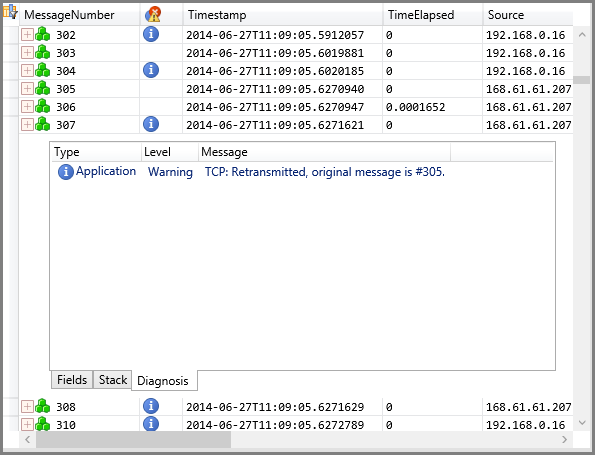 MessageNumber Timestamp TimeElapsed Source
302 2014-06-27T11:09:05.5912057 0 192.168.0.16
303 2014-06-27T11:09:05.6019881 0 192.168.0.16
304 2014-06-27T11:09:05.6020185 0 192.168.0.16
305 2014-06-27T11:09:05.6270940 0 168.61.61.207
306 2014-06-27T11:09:05.6270947 0.0001652 168.61.61.207
307 2014-06-27T11:09:05.6271621 0 168.61.61.207
Type Level Message
Application Warning TCP: Retransmitted, original message is #305.
Fields Stack Diagnosis
308 2014-06-27T11:09:05.6271629 0 168.61.61.207
310 2014-06-27T11:09:05.6272789 0 192.168.0.16